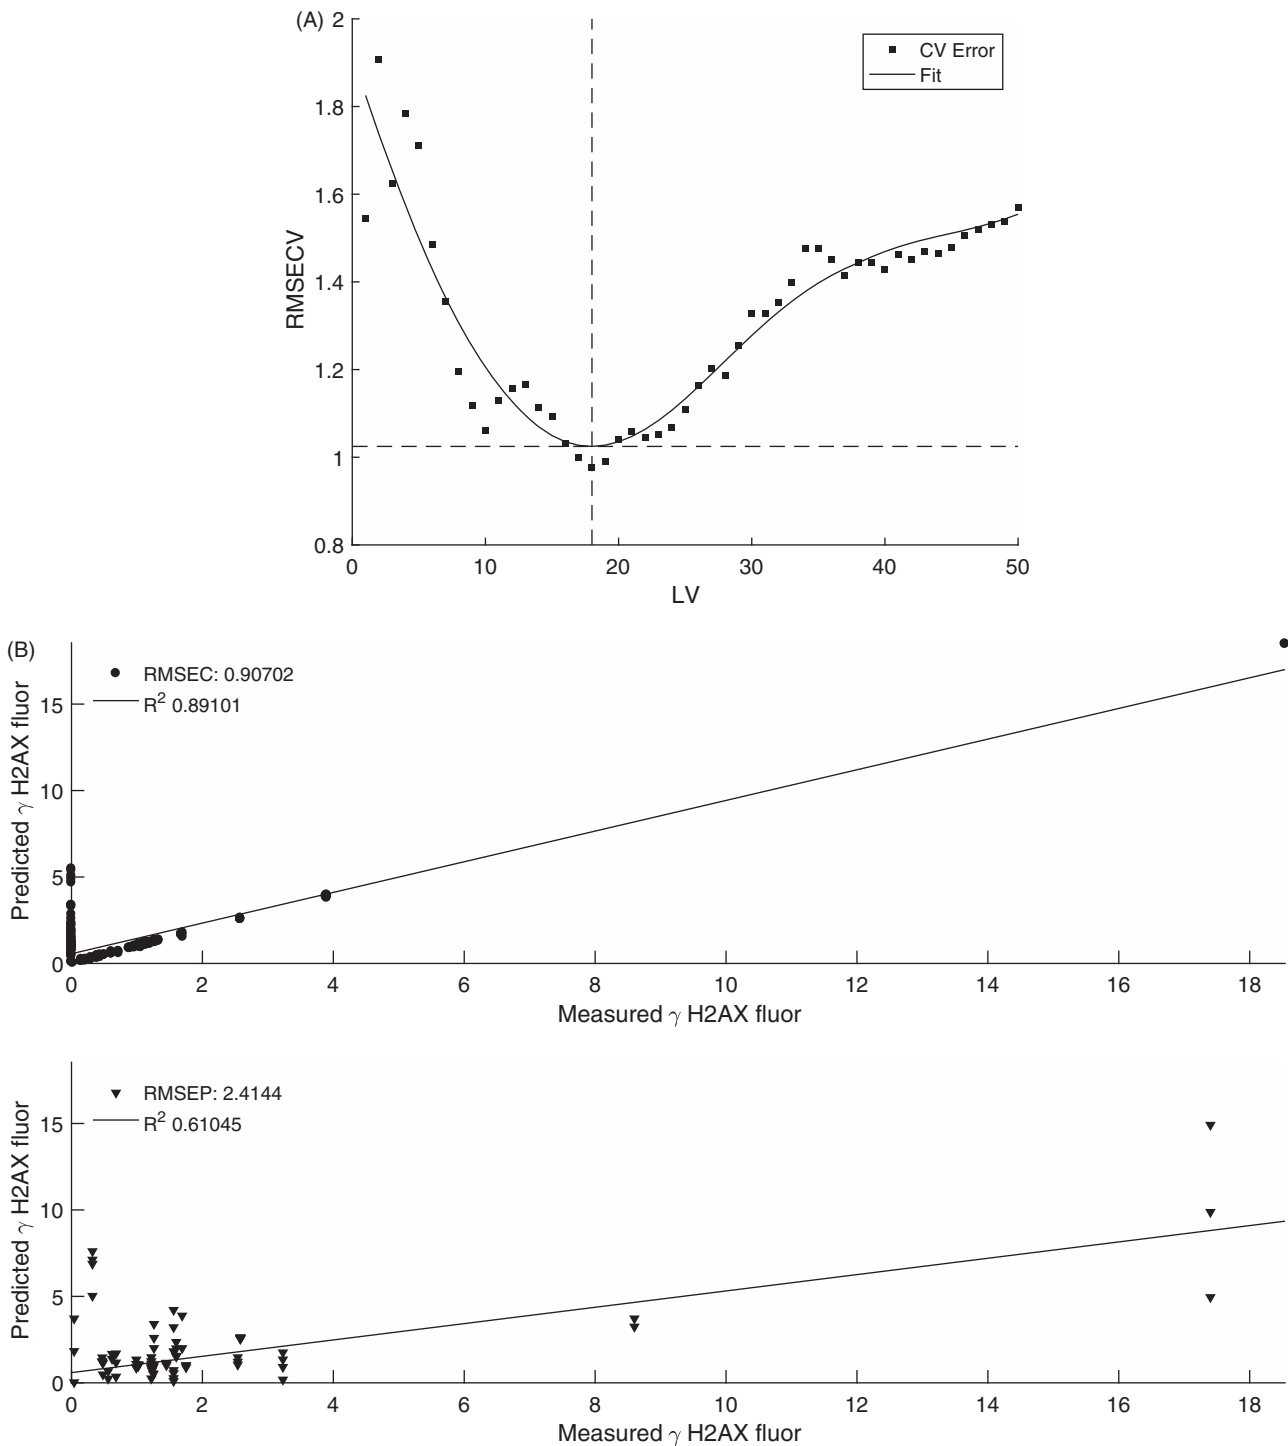 (A)
2
1.8
1.6
1.4
1.2
1
0.8
RMSECV
CV Error
Fit
0 10 20 30 40 50
LV
(B)
RMSEC: 0.90702
R² 0.89101
15
10
5
0
Predicted γ H2AX fluor
0 2 4 6 8 10 12 14 16 18
Measured γ H2AX fluor
RMSEP: 2.4144
R² 0.61045
15
10
5
0
Predicted γ H2AX fluor
0 2 4 6 8 10 12 14 16 18
Measured γ H2AX fluor